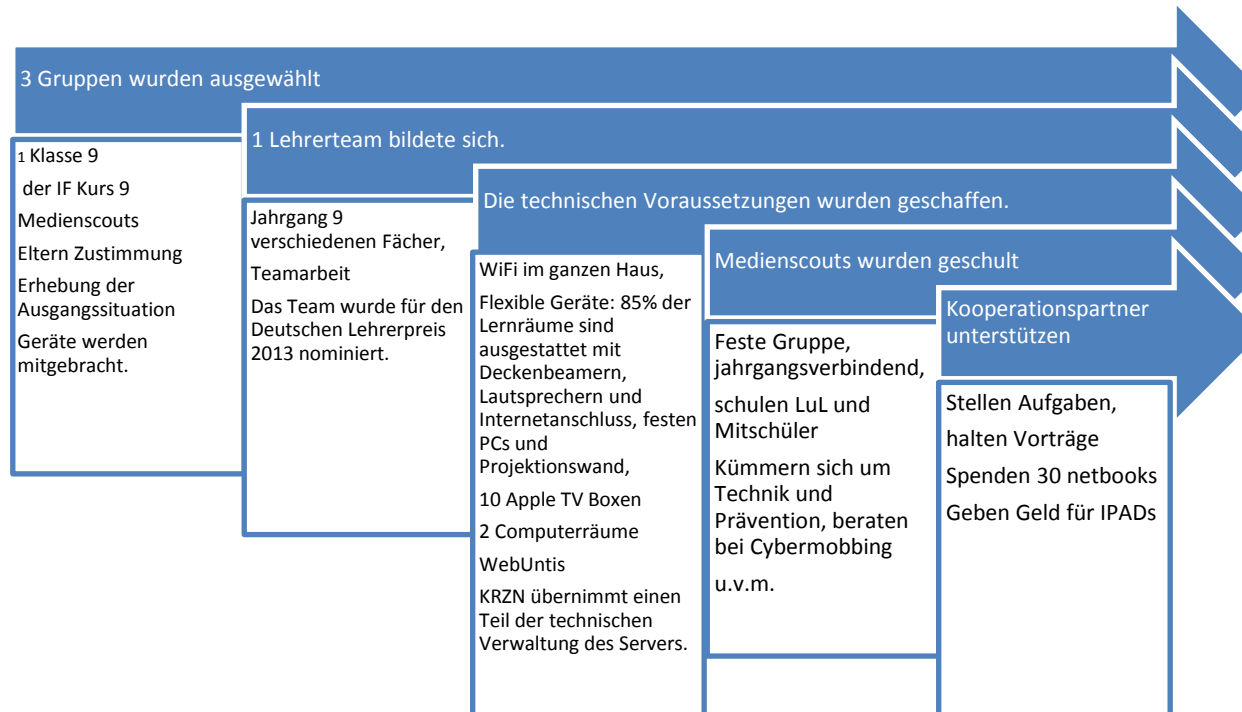 3 Gruppen wurden ausgewählt
1 Klasse 9
der IF Kurs 9
Medienscouts
Eltern Zustimmung
Erhebung der
Ausgangssituation
Geräte werden
mitgebracht.
1 Lehrerteam bildete sich.
Jahrgang 9
verschiedenen Fächer,
Teamarbeit
Das Team wurde für den
Deutschen Lehrerpreis
2013 nominiert.
Die technischen Voraussetzungen wurden geschaffen.
WiFi im ganzen Haus,
Flexible Geräte: 85% der
Lernräume sind
ausgestattet mit
Deckenbeamern,
Lautsprechern und
Internetanschluss, festen
PCs und
Projektionswand,
10 Apple TV Boxen
2 Computerräume
WebUntis
KRZN übernimmt einen
Teil der technischen
Verwaltung des Servers.
Medienscouts wurden geschult
Feste Gruppe,
jahrgangsverbindend,
schulen LuL und
Mitschüler
Kümmern sich um
Technik und
Prävention, beraten
bei Cybermobbing
u.v.m.
Kooperationspartner
unterstützen
Stellen Aufgaben,
halten Vorträge
Spenden 30 netbooks
Geben Geld für IPADs